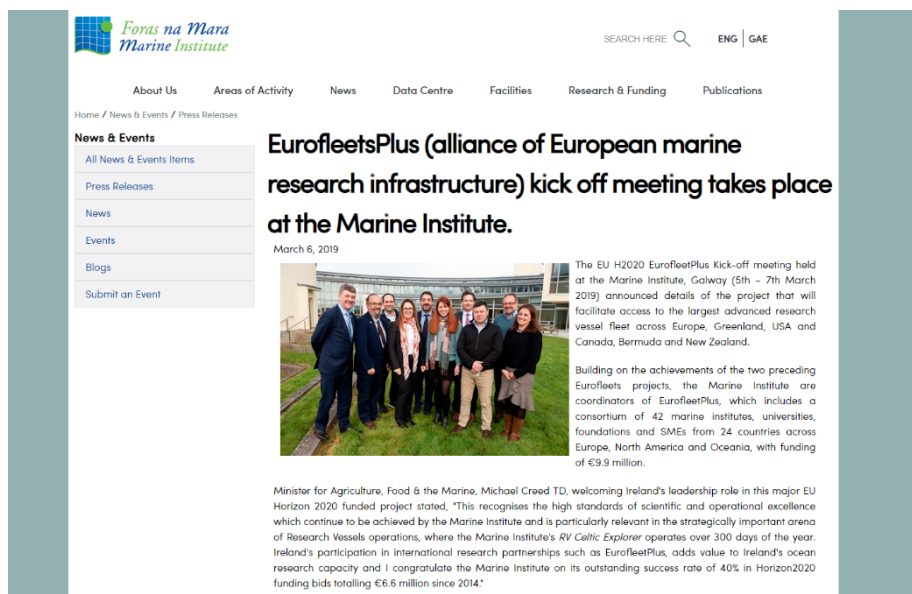 Foras na Mara
Marine Institute
SEARCH HERE
ENG | GAE
About Us
Areas of Activity
News
Data Centre
Facilities
Research & Funding
Publications
Home / News & Events / Press Releases
News & Events
All News & Events Items
Press Releases
News
Events
Blogs
Submit an Event
EurofleetsPlus (alliance of European marine
research infrastructure) kick off meeting takes place
at the Marine Institute.
March 6, 2019
The EU H2020 EurofleetPlus Kick-off meeting held
at the Marine Institute, Galway (5th – 7th March
2019) announced details of the project that will
facilitate access to the largest advanced research
vessel fleet across Europe, Greenland, USA and
Canada, Bermuda and New Zealand.
Building on the achievements of the two preceding
Eurofleets projects, the Marine Institute are
coordinators of EurofleetPlus, which includes a
consortium of 42 marine institutes, universities,
foundations and SMEs from 24 countries across
Europe, North America and Oceania, with funding
of €9.9 million.
Minister for Agriculture, Food & the Marine, Michael Creed TD, welcoming Ireland's leadership role in this major EU
Horizon 2020 funded project stated, "This recognises the high standards of scientific and operational excellence
which continue to be achieved by the Marine Institute and is particularly relevant in the strategically important arena
of Research Vessels operations, where the Marine Institute's RV Celtic Explorer operates over 300 days of the year.
Ireland's participation in international research partnerships such as EurofleetPlus, adds value to Ireland's ocean
research capacity and I congratulate the Marine Institute on its outstanding success rate of 40% in Horizon2020
funding bids totalling €6.6 million since 2014."